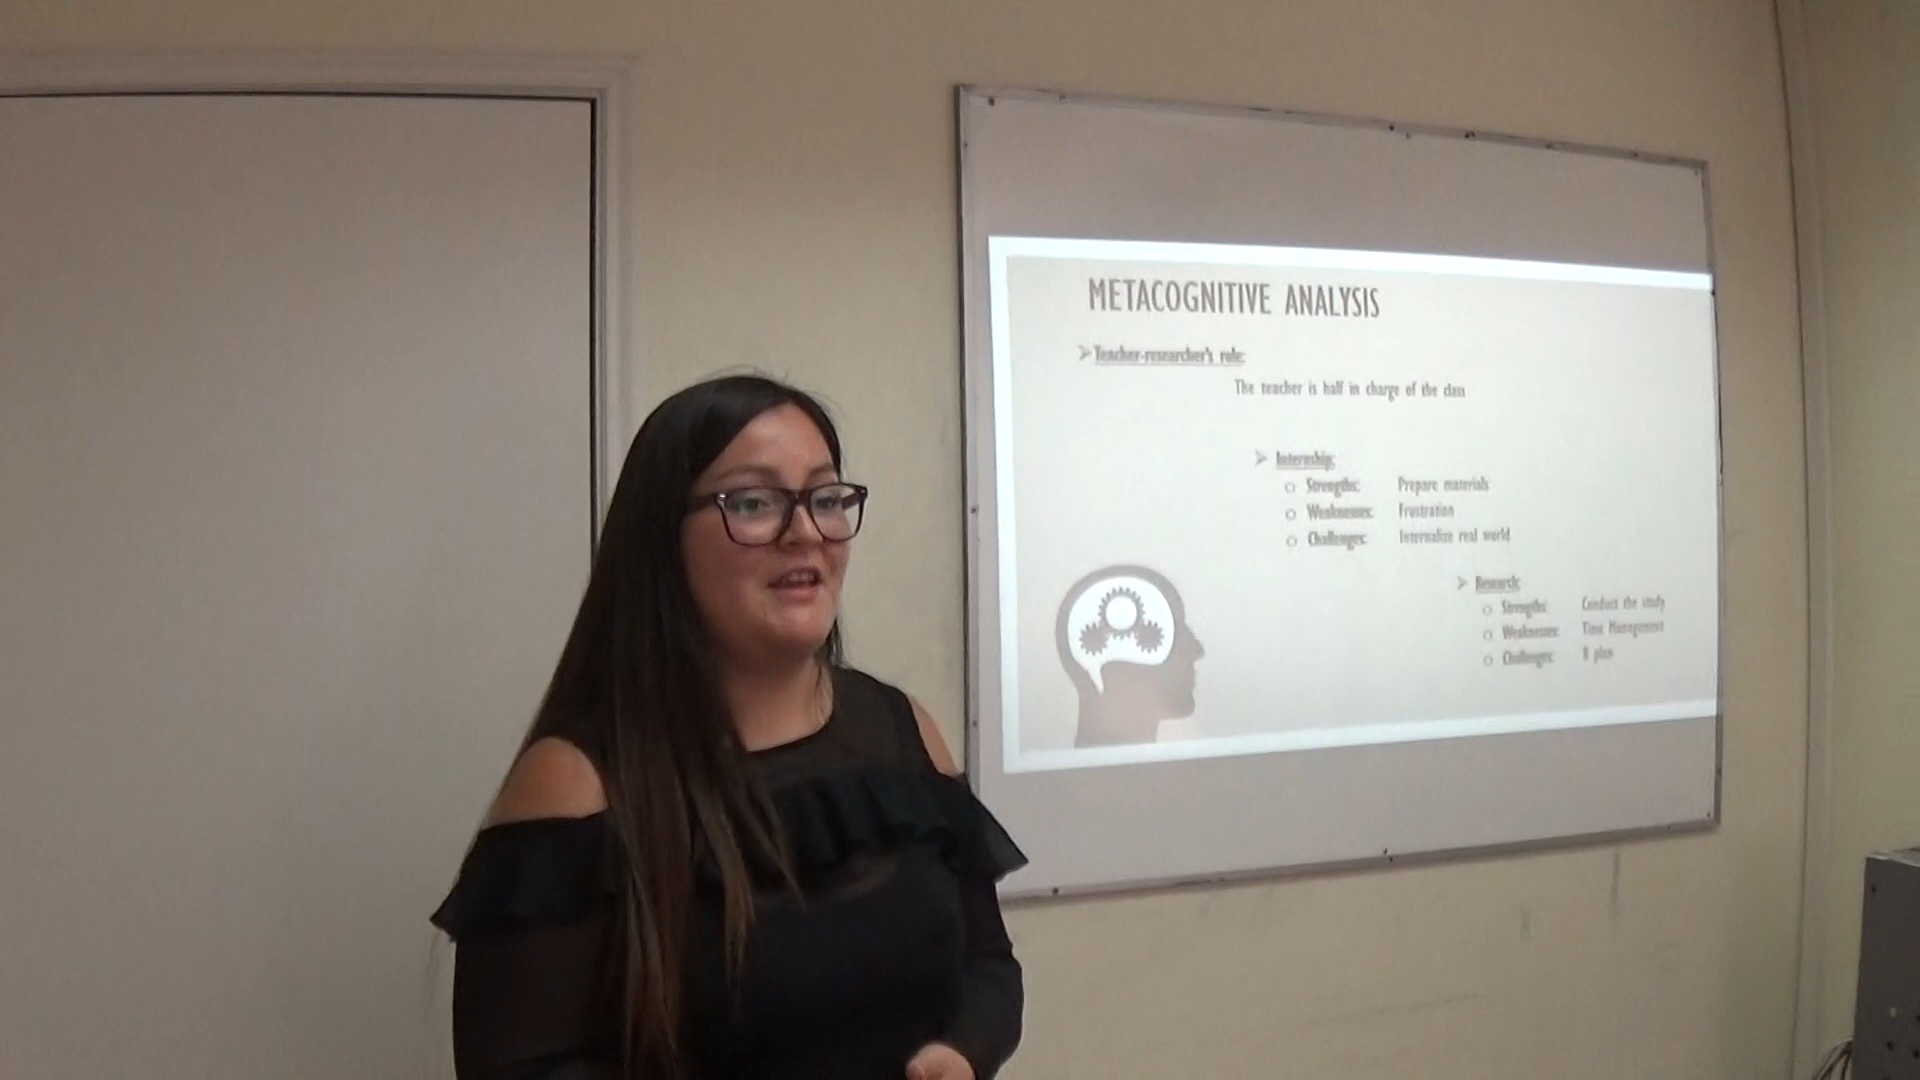 METACOGNITIVE ANALYSIS
Teacher-researcher's role:
The teacher is half in charge of the class
Internship:
Strengths: Prepare materials
Weaknesses: Frustration
Challenges: Internalize real world
Research:
Strengths: Conduct the study
Weaknesses: Time Management
Challenges: B plan